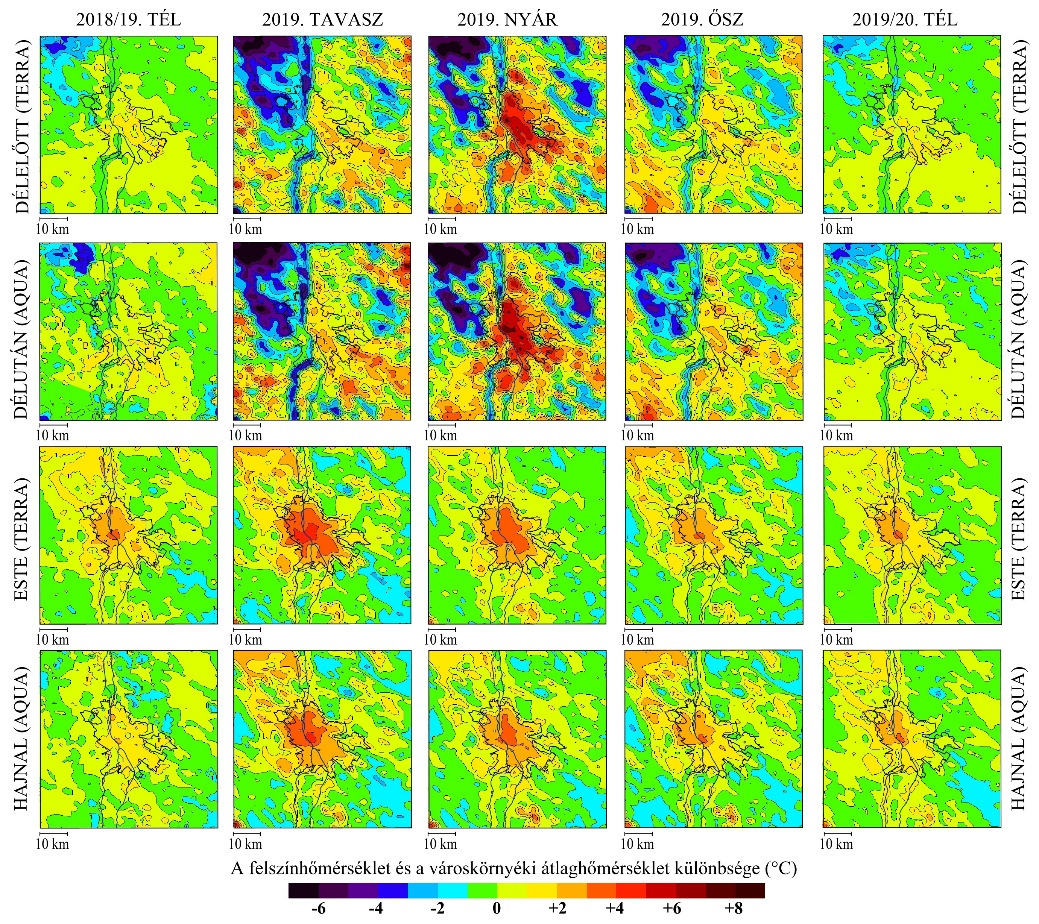 2018/19. TÉL 2019. TAVASZ 2019. NYÁR 2019. ŐSZ 2019/20. TÉL
DÉLELŐTT (TERRA)
DÉLELŐTT (TERRA)
10 km 10 km 10 km 10 km 10 km
DÉLUTÁN (AQUA)
DÉLUTÁN (AQUA)
10 km 10 km 10 km 10 km 10 km
ESTE (TERRA)
ESTE (TERRA)
10 km 10 km 10 km 10 km 10 km
HAJNAL (AQUA)
HAJNAL (AQUA)
10 km 10 km 10 km 10 km 10 km
A felszínhőmérséklet és a városkörnyéki átlaghőmérséklet különbsége (°C)
-6 -4 -2 0 +2 +4 +6 +8